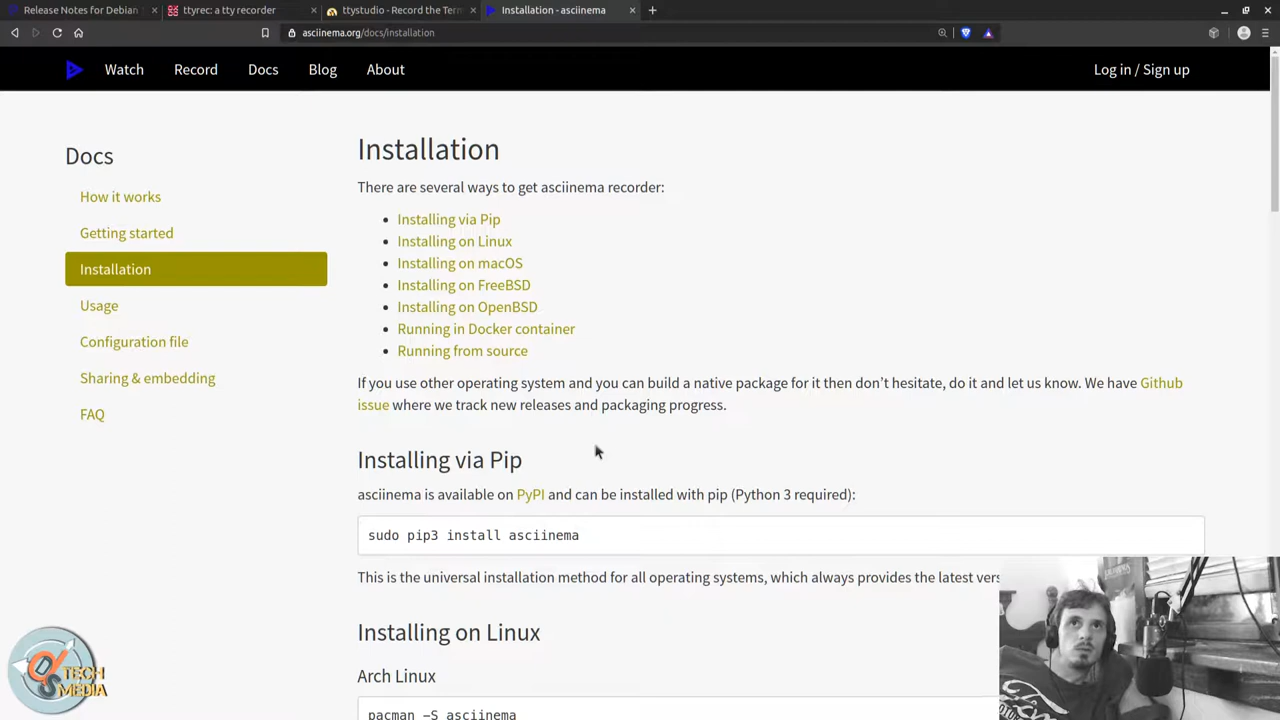 Release Notes for Debian
ttyrec: a tty recorder
ttystudio - Record the Term
Installation - asciinema
asciinema.org/docs/installation
Watch
Record
Docs
Blog
About
Log in / Sign up
Docs
How it works
Getting started
Installation
Usage
Configuration file
Sharing & embedding
FAQ
Installation
There are several ways to get asciinema recorder:
Installing via Pip
Installing on Linux
Installing on macOS
Installing on FreeBSD
Installing on OpenBSD
Running in Docker container
Running from source
If you use other operating system and you can build a native package for it then don't hesitate, do it and let us know. We have Github
issue where we track new releases and packaging progress.
Installing via Pip
asciinema is available on PyPI and can be installed with pip (Python 3 required):
sudo pip3 install asciinema
This is the universal installation method for all operating systems, which always provides the latest vers
Installing on Linux
Arch Linux
pacman -S asciinema
TECH
MEDIA